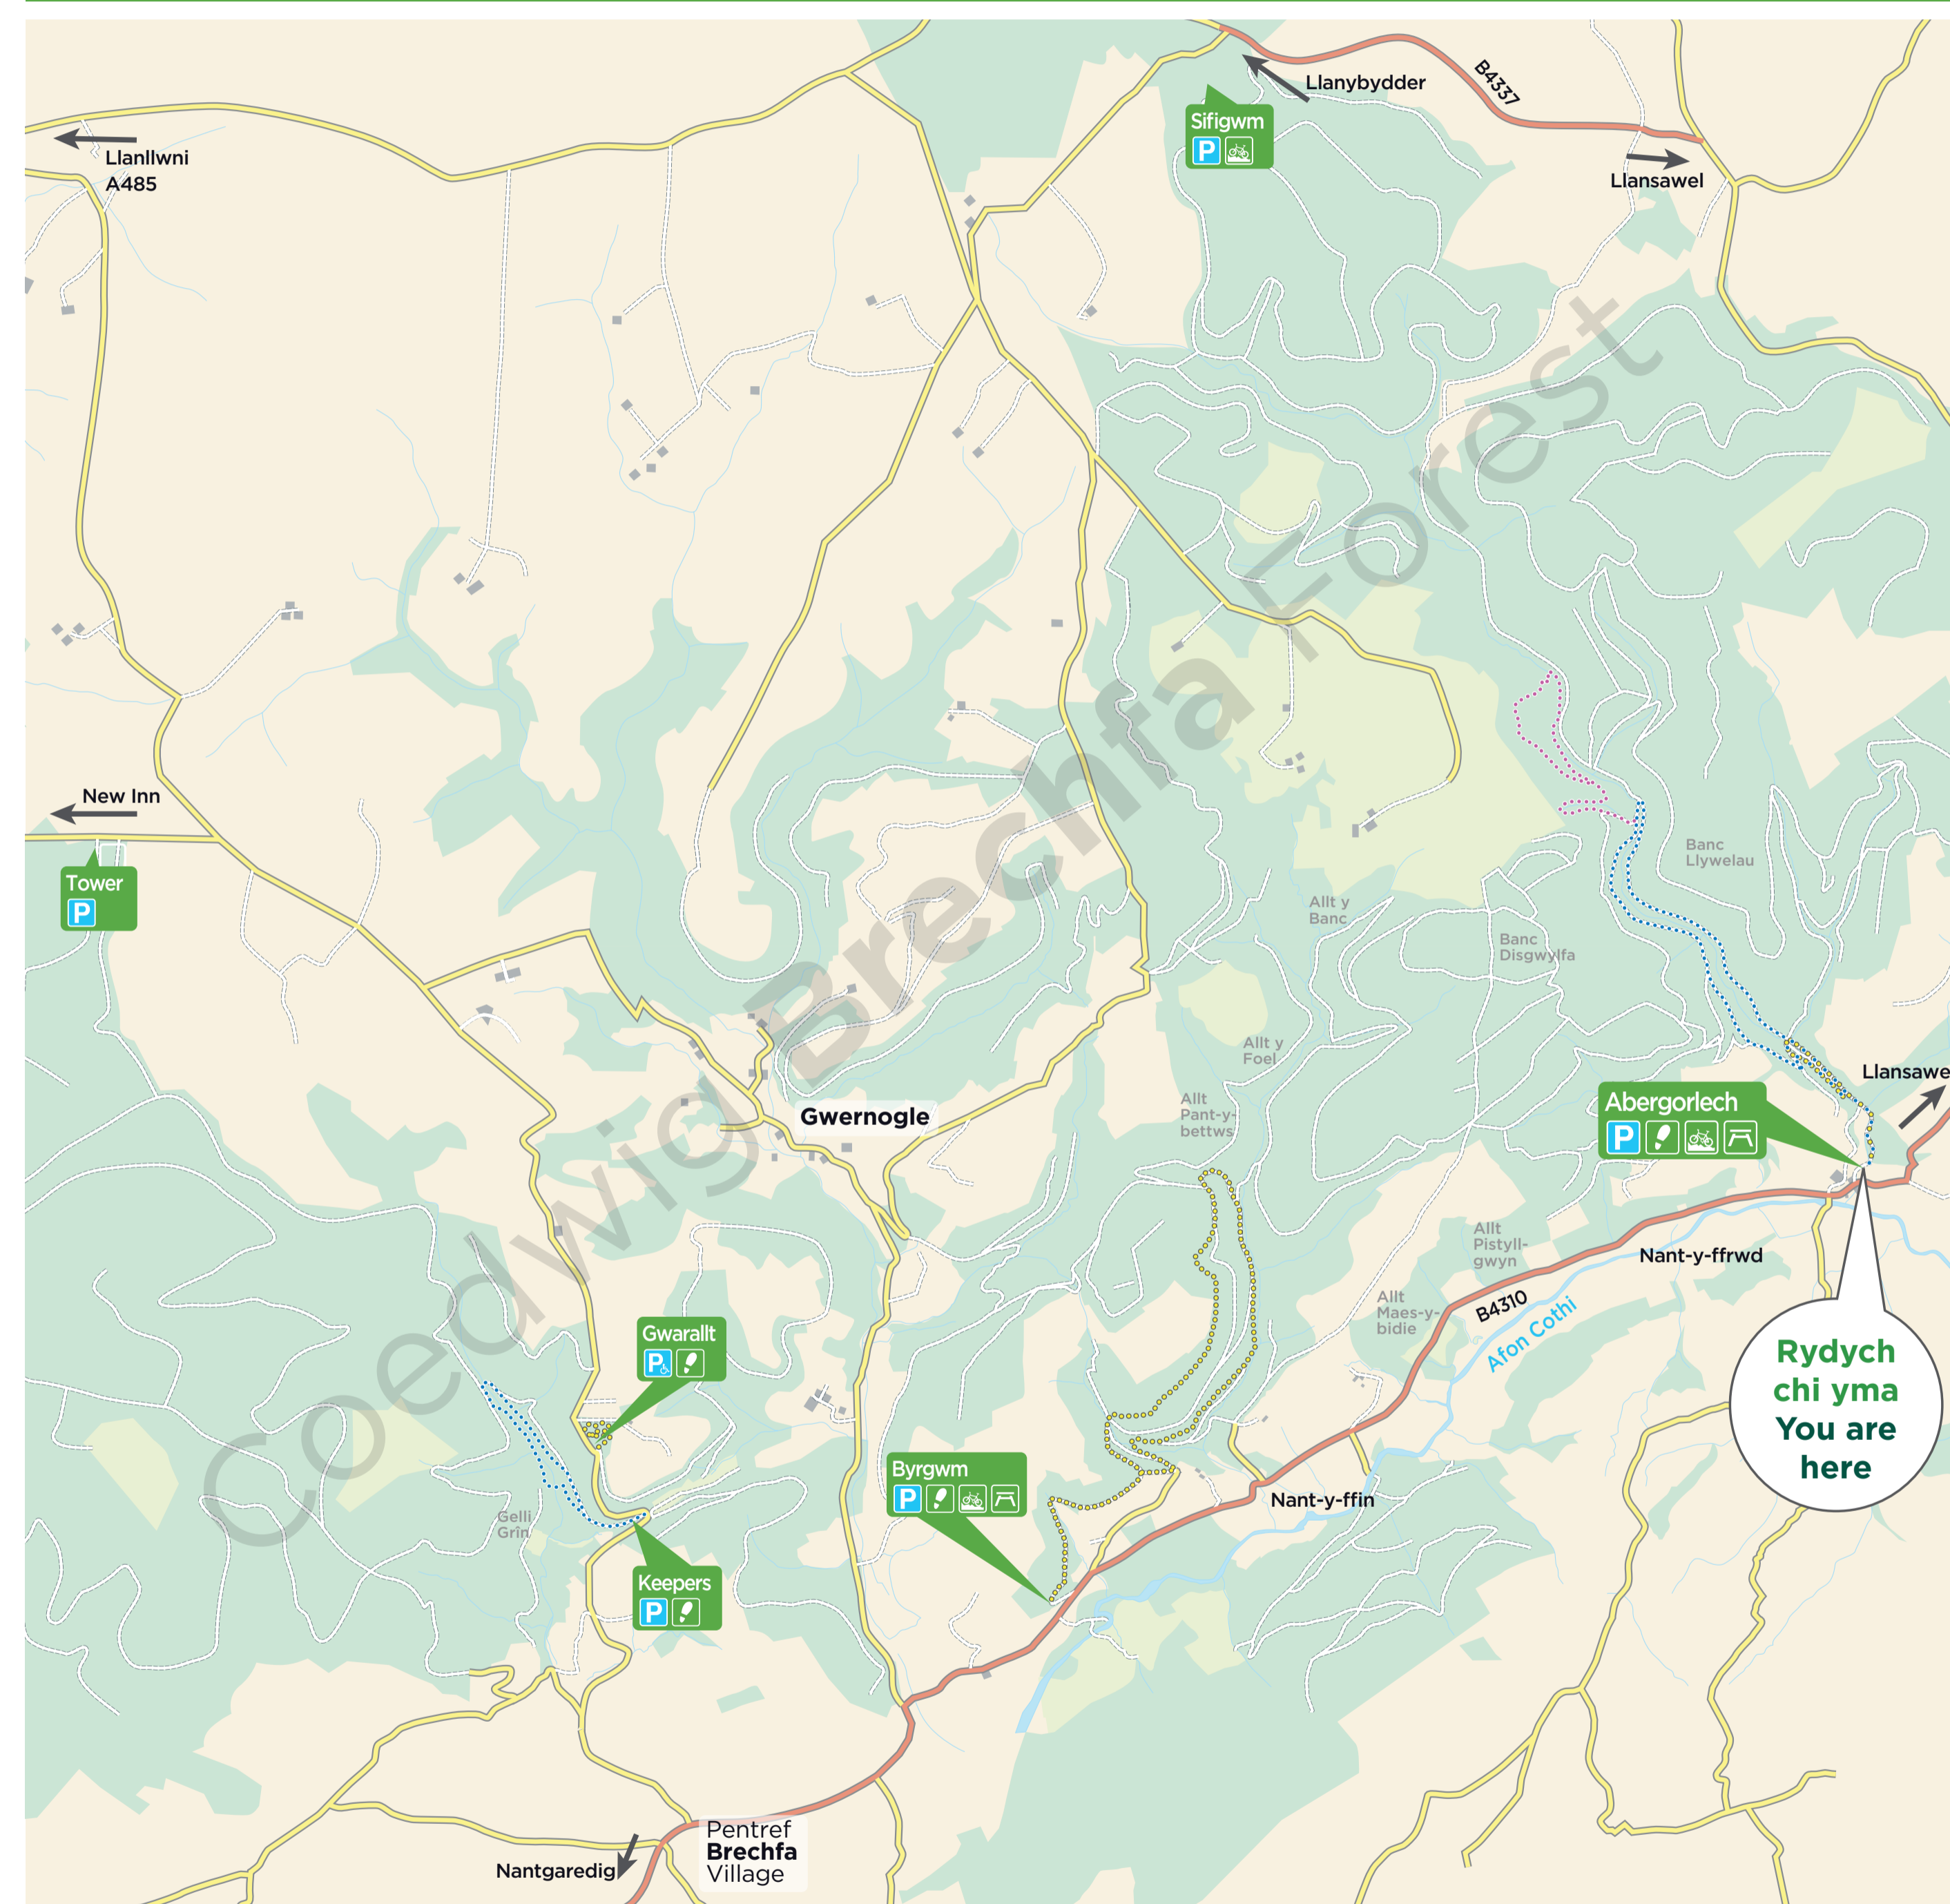 Llanybydder
B4337
Sifigwm
P
Llanllwni
A485
Llansawel
Coedwig Brechfa Forest
New Inn
Tower
P
Banc
Llywelau
Allt y
Banc
Banc
Disgwylfa
Allt y
Foel
Llansawe
Abergorlech
P
Allt
Pant-y-
bettws
Gwernogle
Allt
Pistyll-
gwyn
Nant-y-ffrwd
Allt
Maes-y-
bidie
B4310
Afon Cothi
Gwarallt
P
Rydych
chi yma
You are
here
Byrgwm
P
Nant-y-ffin
Gelli
Grin
Keepers
P
Pentref
Brechfa
Village
Nantgaredig